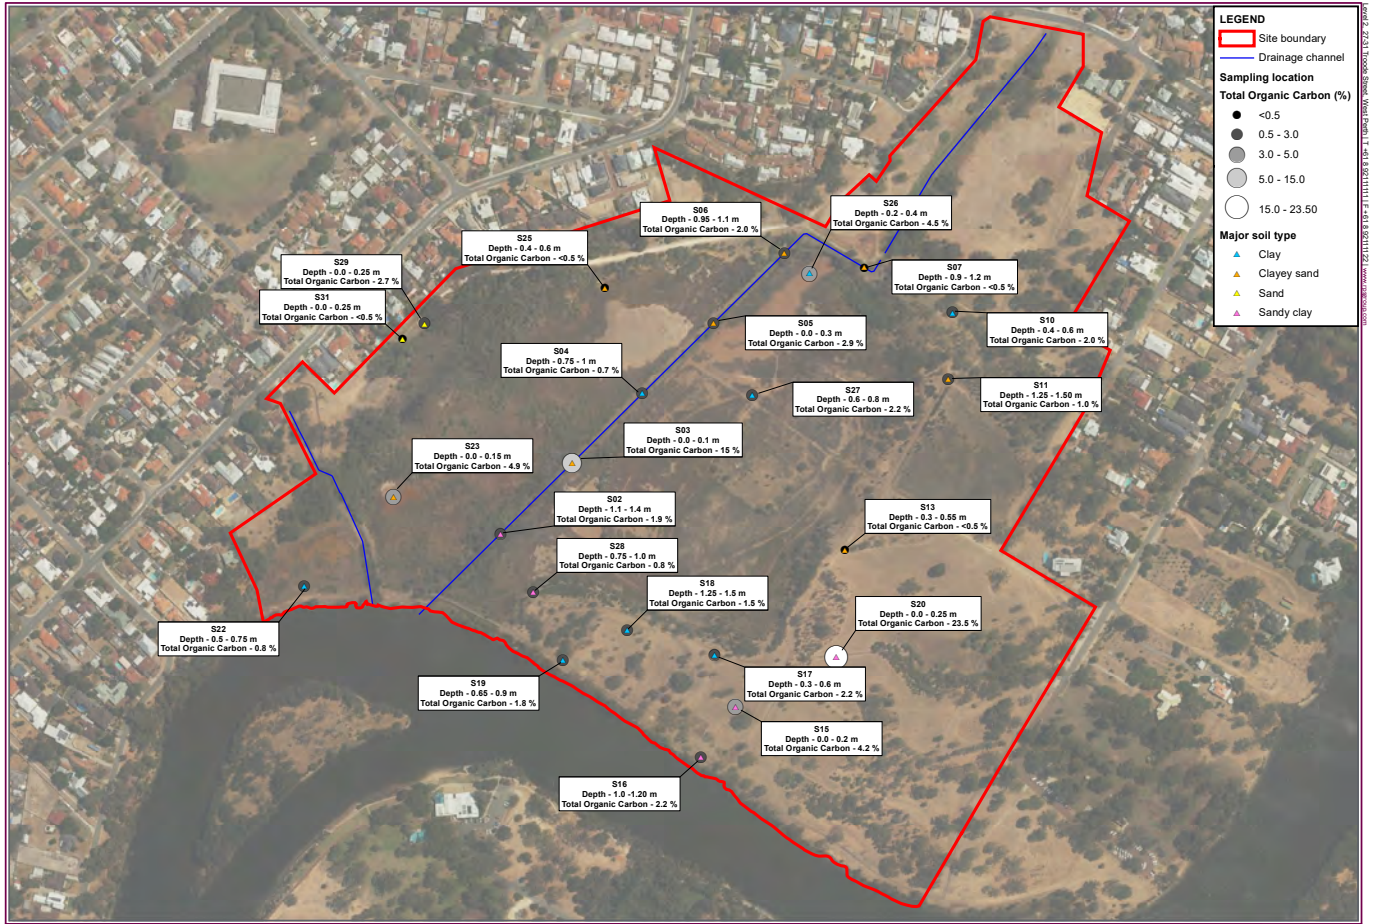 LEGEND
Site boundary
Drainage channel
Sampling location
Total Organic Carbon (%)
<0.5
0.5 - 3.0
3.0 - 5.0
5.0 - 15.0
15.0 - 23.50
Major soil type
Clay
Clayey sand
Sand
Sandy clay
S26
Depth - 0.2 - 0.4 m
Total Organic Carbon - 4.5 %
S06
Depth - 0.95 - 1.1 m
Total Organic Carbon - 2.0 %
S25
Depth - 0.4 - 0.6 m
Total Organic Carbon - <0.5 %
S29
Depth - 0.0 - 0.25 m
Total Organic Carbon - 2.7 %
S31
Depth - 0.0 - 0.25 m
Total Organic Carbon - <0.5 %
S07
Depth - 0.9 - 1.2 m
Total Organic Carbon - <0.5 %
S10
Depth - 0.4 - 0.6 m
Total Organic Carbon - 2.0 %
S05
Depth - 0.0 - 0.3 m
Total Organic Carbon - 2.9 %
S04
Depth - 0.75 - 1 m
Total Organic Carbon - 0.7 %
S27
Depth - 0.6 - 0.8 m
Total Organic Carbon - 2.2 %
S11
Depth - 1.25 - 1.50 m
Total Organic Carbon - 1.0 %
S03
Depth - 0.0 - 0.1 m
Total Organic Carbon - 15 %
S23
Depth - 0.0 - 0.15 m
Total Organic Carbon - 4.9 %
S02
Depth - 1.1 - 1.4 m
Total Organic Carbon - 1.9 %
S13
Depth - 0.3 - 0.55 m
Total Organic Carbon - <0.5 %
S28
Depth - 0.75 - 1.0 m
Total Organic Carbon - 0.8 %
S18
Depth - 1.25 - 1.5 m
Total Organic Carbon - 1.5 %
S20
Depth - 0.0 - 0.25 m
Total Organic Carbon - 23.5 %
S22
Depth - 0.5 - 0.75 m
Total Organic Carbon - 0.8 %
S19
Depth - 0.65 - 0.9 m
Total Organic Carbon - 1.8 %
S17
Depth - 0.3 - 0.6 m
Total Organic Carbon - 2.2 %
S15
Depth - 0.0 - 0.2 m
Total Organic Carbon - 4.2 %
S16
Depth - 1.0 -1.20 m
Total Organic Carbon - 2.2 %